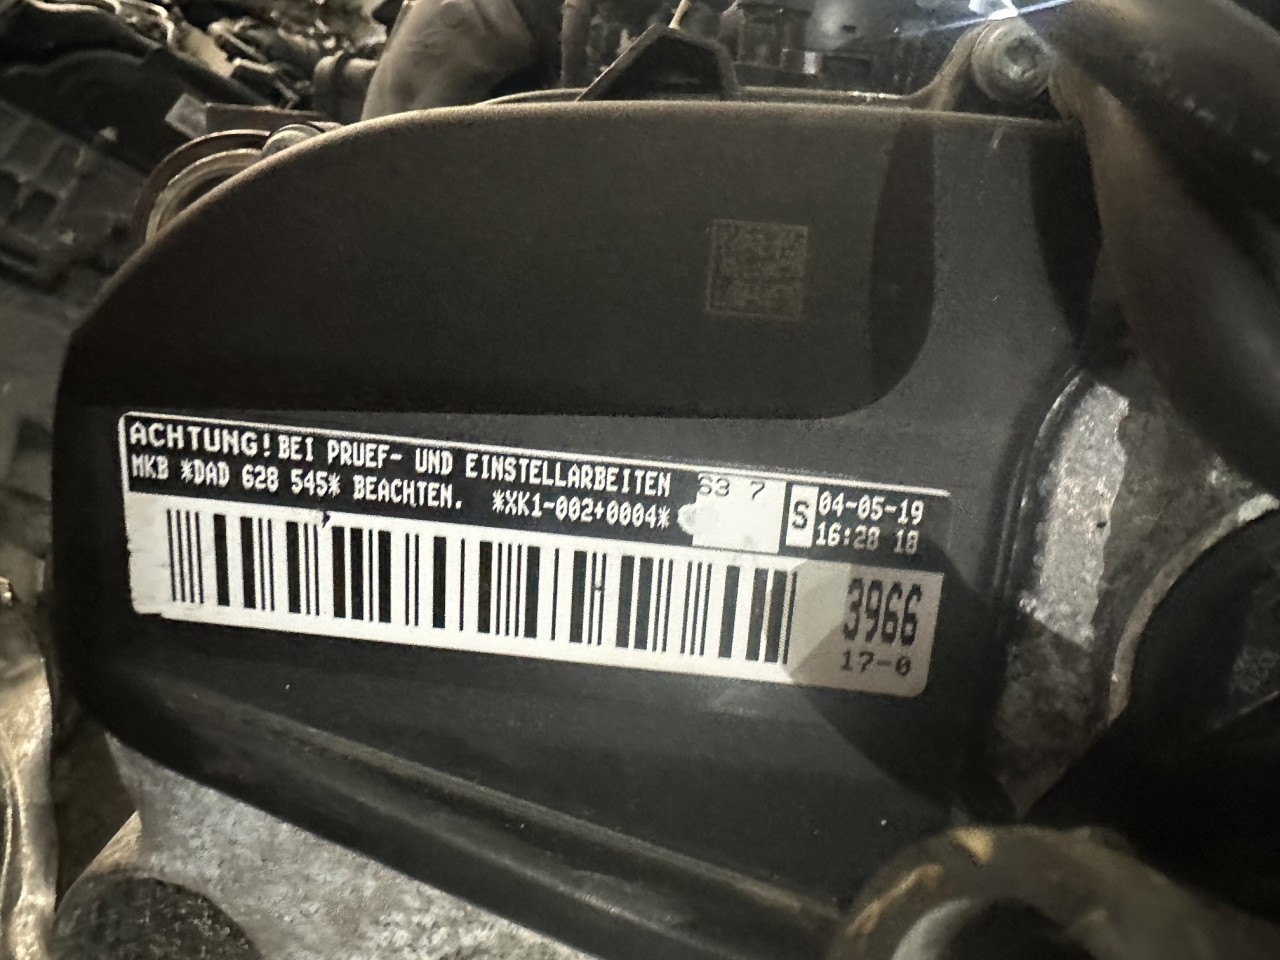 ACHTUNG! BEI PRUEF- UND EINSTELLARBEITEN
MKB *DAD 628 545* BEACHTEN. *XK1-002+0004*
S
04-05-19
16:28 18
3966
17-0